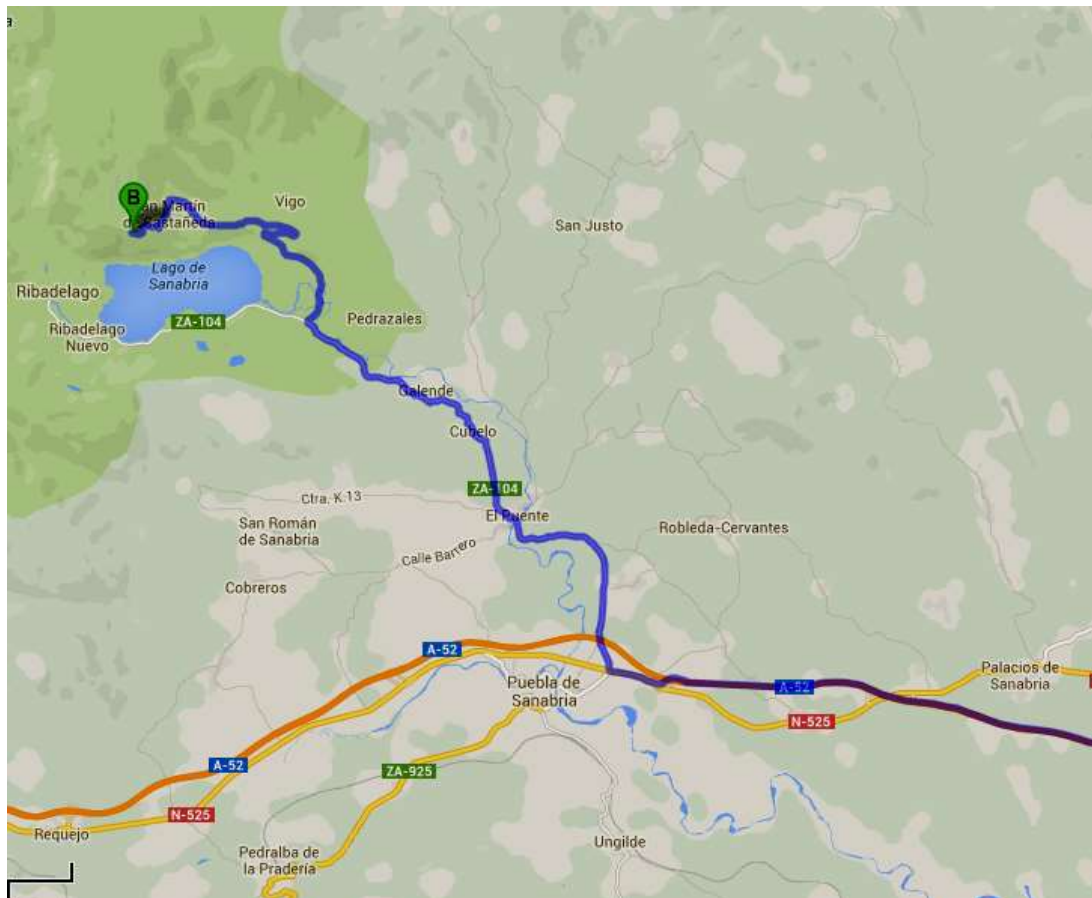 a
B
San Martín
de Castañeda
Vigo
San Justo
Lago de
Sanabria
Ribadelago
Ribadelago
Nuevo
ZA-104
Pedrazales
Galende
Cubelo
ZA-104
Ctra. K.13
El Puente
San Román
de Sanabria
Robleda-Cervantes
Calle Barrero
Cobreros
A-52
Palacios de
Sanabria
Puebla de
Sanabria
A-52
N-525
A-52
ZA-925
N-525
Requejo
Ungilde
Pedralba de
la Pradería